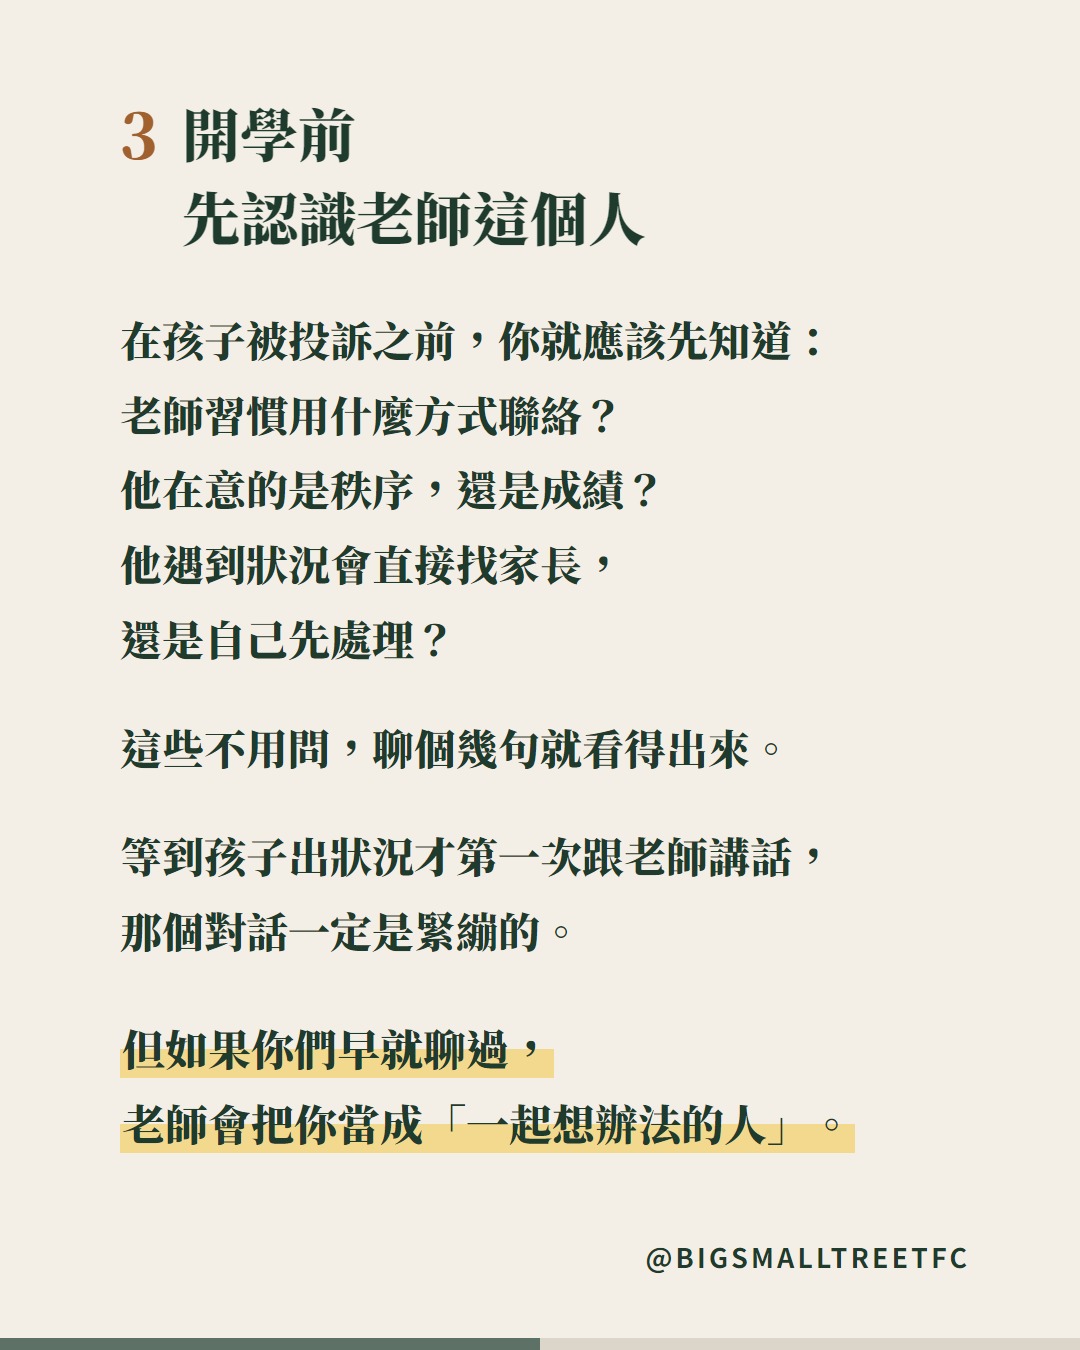 3 開學前
先認識老師這個人
在孩子被投訴之前，你就應該先知道：
老師習慣用什麼方式聯絡？
他在意的是秩序，還是成績？
他遇到狀況會直接找家長，
還是自己先處理？
這些不用問，聊個幾句就看得出來。
等到孩子出狀況才第一次跟老師講話，
那個對話一定是緊繃的。
但如果你們早就聊過，
老師會把你當成「一起想辦法的人」。
@BIGSMALLTREETFC